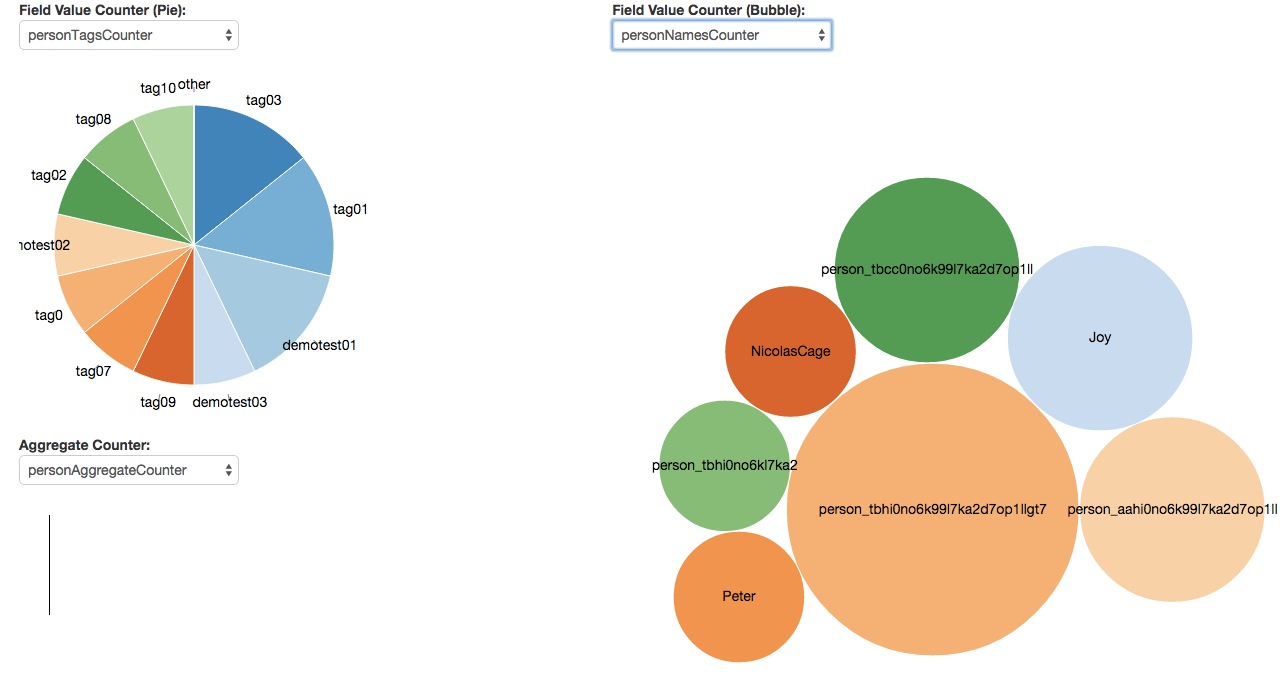 Field Value Counter (Pie):
personTagsCounter
tag10
other
tag03
tag08
tag02
tag01
notest02
tag0
demotest01
tag07
tag09
demotest03
Aggregate Counter:
personAggregateCounter
Field Value Counter (Bubble):
personNamesCounter
person_tbcc0no6k99l7ka2d7op1ll
Joy
NicolasCage
person_tbhi0no6kl7ka2
person_tbhi0no6k99l7ka2d7op1llgt7
person_aahi0no6k99l7ka2d7op1ll
Peter